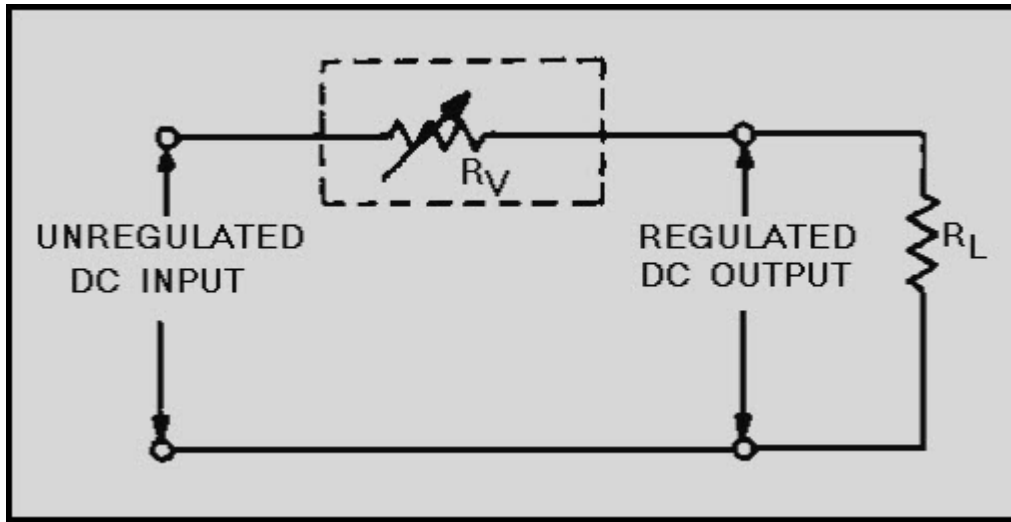 RV
UNREGULATED
DC INPUT
REGULATED
DC OUTPUT
RL